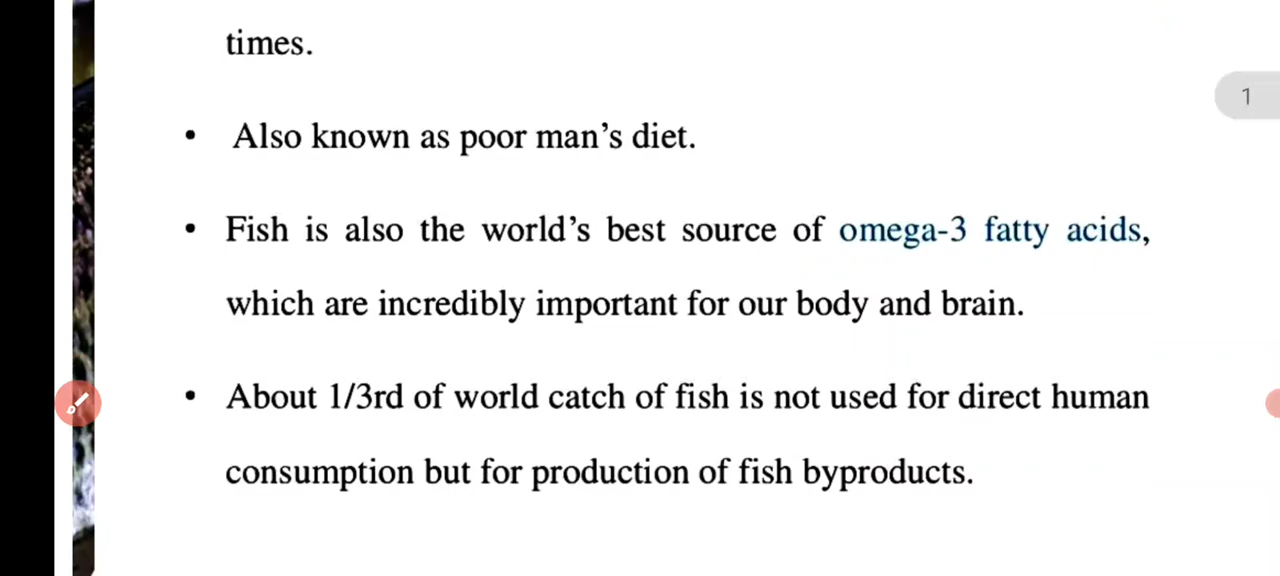 times.
1
• Also known as poor man’s diet.
• Fish is also the world’s best source of omega-3 fatty acids,
which are incredibly important for our body and brain.
• About 1/3rd of world catch of fish is not used for direct human
consumption but for production of fish byproducts.